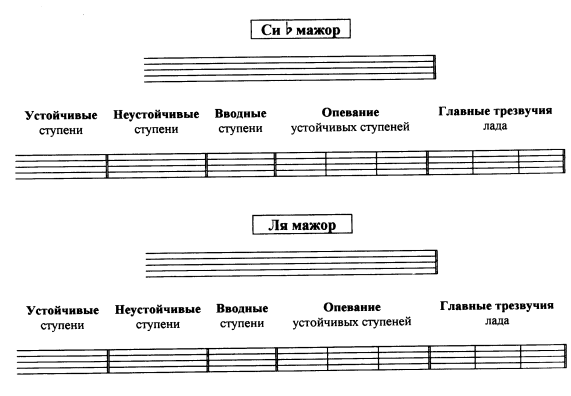 Си ♭ мажор
Устойчивые Неустойчивые Вводные Опевание Главные трезвучия
ступени ступени ступени устойчивых ступеней лада
Ля мажор
Устойчивые Неустойчивые Вводные Опевание Главные трезвучия
ступени ступени ступени устойчивых ступеней лада